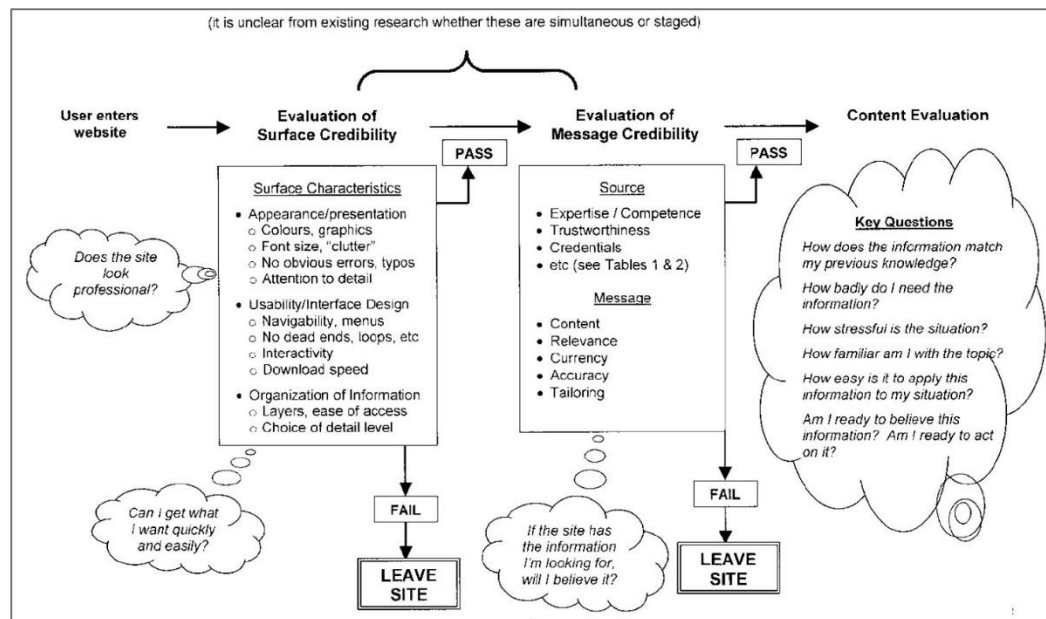 (it is unclear from existing research whether these are simultaneous or staged)
User enters
website
Evaluation of
Surface Credibility
Evaluation of
Message Credibility
Content Evaluation
PASS
PASS
Surface Characteristics
• Appearance/presentation
o Colours, graphics
o Font size, "clutter"
o No obvious errors, typos
o Attention to detail
• Usability/Interface Design
o Navigability, menus
o No dead ends, loops, etc
o Interactivity
o Download speed
• Organization of Information
o Layers, ease of access
o Choice of detail level
Does the site
look
professional?
Can I get what
I want quickly
and easily?
FAIL
LEAVE
SITE
Source
• Expertise / Competence
• Trustworthiness
• Credentials
• etc (see Tables 1 & 2)
Message
• Content
• Relevance
• Currency
• Accuracy
• Tailoring
If the site has
the information
I'm looking for,
will I believe it?
FAIL
LEAVE
SITE
Key Questions
How does the information match
my previous knowledge?
How badly do I need the
information?
How stressful is the situation?
How familiar am I with the topic?
How easy is it to apply this
information to my situation?
Am I ready to believe this
information? Am I ready to act
on it?